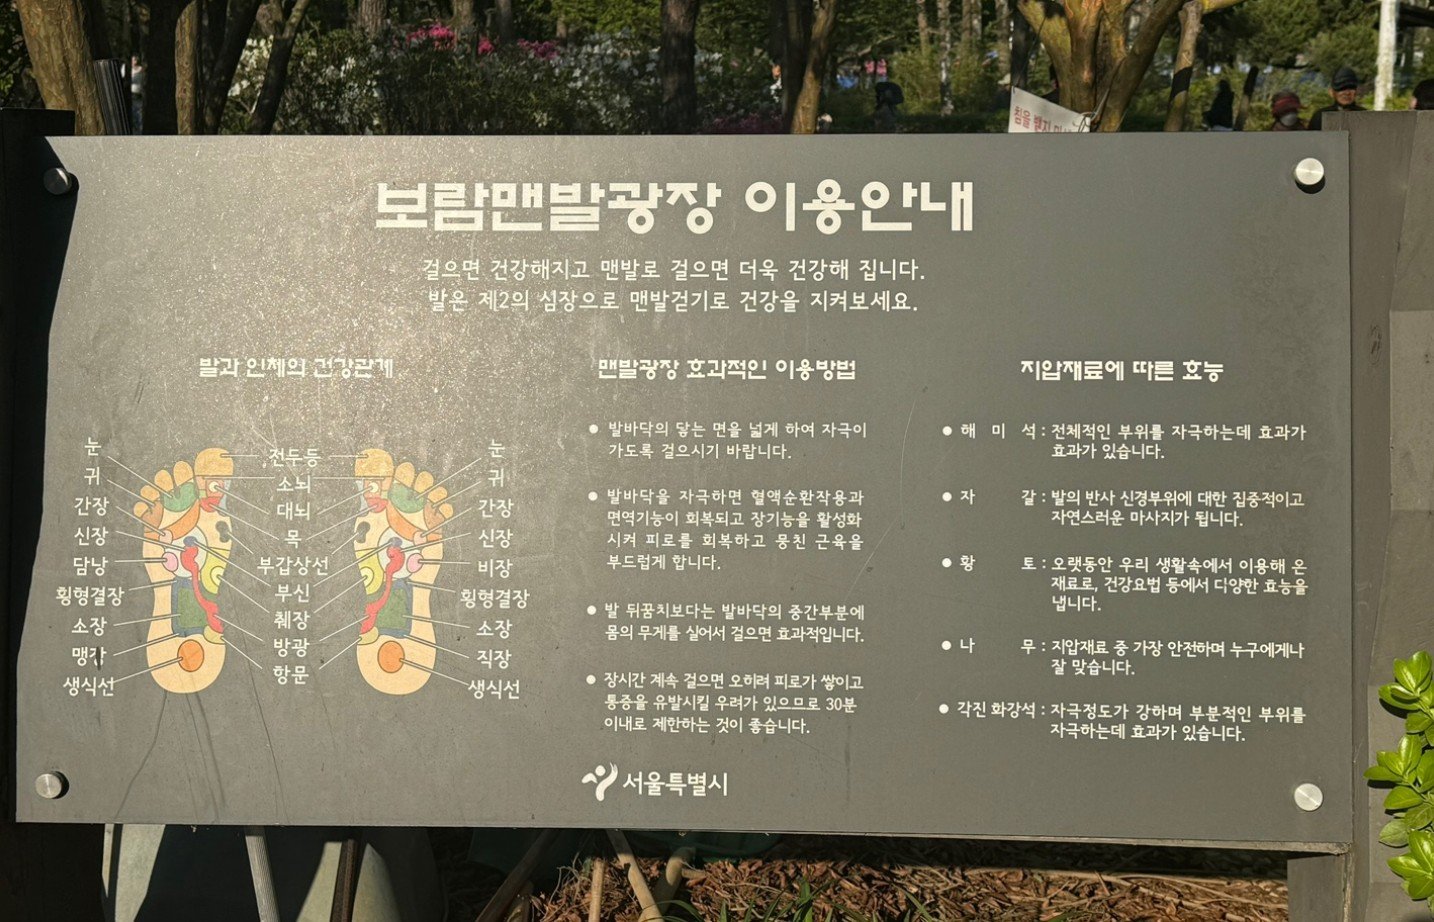 침을 뱉지
보람맨발광장 이용안내
걸으면 건강해지고 맨발로 걸으면 더욱 건강해 집니다.
발은 제2의 심장으로 맨발걷기로 건강을 지켜보세요.
발과 인체의 건강관계
눈
귀
간장
신장
담낭
횡형결장
소장
맹장
생식선
전두등
소뇌
대뇌
목
부갑상선
부신
췌장
방광
항문
눈
귀
간장
신장
비장
횡형결장
소장
직장
생식선
맨발광장 효과적인 이용방법
● 발바닥의 닿는 면을 넓게 하여 자극이
가도록 걸으시기 바랍니다.
● 발바닥을 자극하면 혈액순환작용과
면역기능이 회복되고 장기능을 활성화
시켜 피로를 회복하고 뭉친 근육을
부드럽게 합니다.
● 발 뒤꿈치보다는 발바닥의 중간부분에
몸의 무게를 실어서 걸으면 효과적입니다.
● 장시간 계속 걸으면 오히려 피로가 쌓이고
통증을 유발시킬 우려가 있으므로 30분
이내로 제한하는 것이 좋습니다.
지압재료에 따른 효능
● 해 미 석 : 전체적인 부위를 자극하는데 효과가
효과가 있습니다.
● 자 갈 : 발의 반사 신경부위에 대한 집중적이고
자연스러운 마사지가 됩니다.
● 황 토 : 오랫동안 우리 생활속에서 이용해 온
재료로, 건강요법 등에서 디양한 효능을
냅니다.
● 나 무 : 지압재료 중 가장 안전하며 누구에게나
잘 맞습니다.
● 각진 화강석 : 자극정도가 강하며 부분적인 부위를
자극하는데 효과가 있습니다.
서울특별시